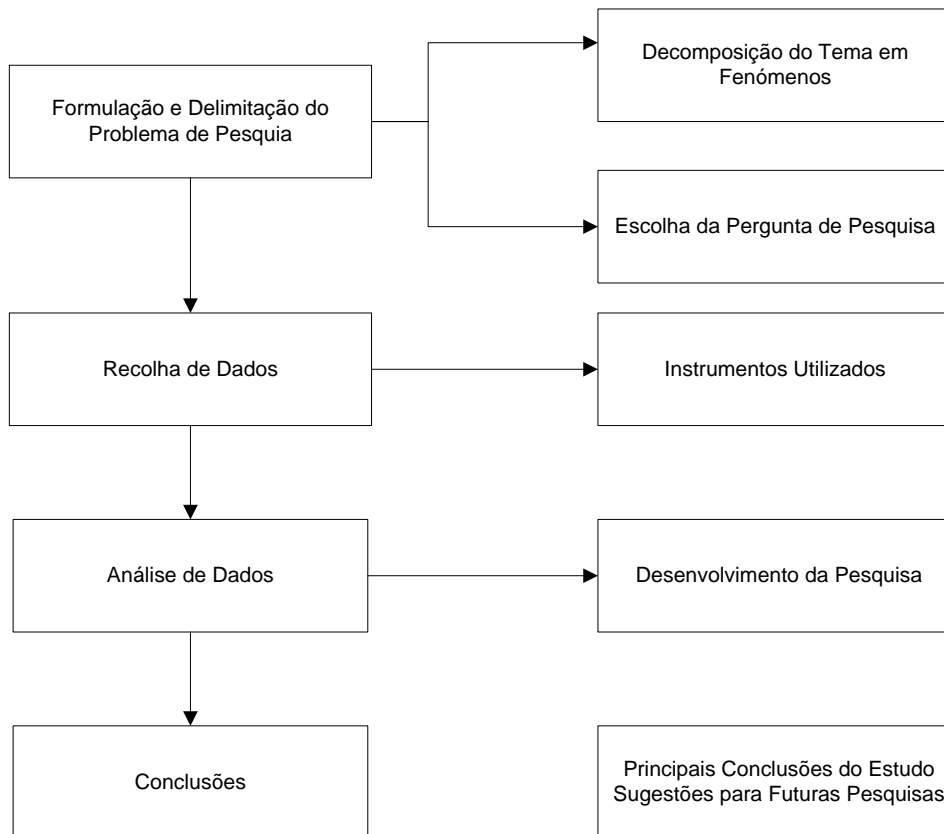 Formulação e Delimitação do
Problema de Pesquia
Decomposição do Tema em
Fenómenos
Escolha da Pergunta de Pesquisa
Recolha de Dados
Instrumentos Utilizados
Análise de Dados
Desenvolvimento da Pesquisa
Conclusões
Principais Conclusões do Estudo
Sugestões para Futuras Pesquisas